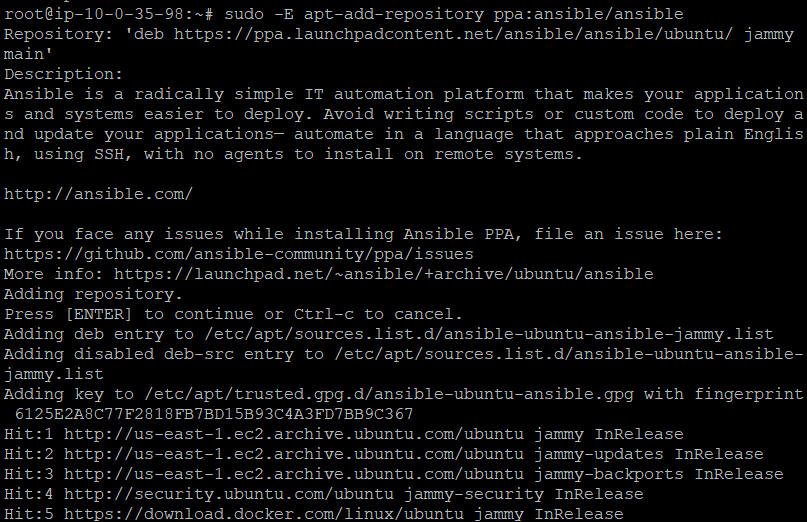 root@ip-10-0-35-98:~# sudo -E apt-add-repository ppa:ansible/ansible
Repository: 'deb https://ppa.launchpadcontent.net/ansible/ansible/ubuntu/ jammy
main'
Description:
Ansible is a radically simple IT automation platform that makes your application
s and systems easier to deploy. Avoid writing scripts or custom code to deploy a
nd update your applications— automate in a language that approaches plain Englis
h, using SSH, with no agents to install on remote systems.

http://ansible.com/

If you face any issues while installing Ansible PPA, file an issue here:
https://github.com/ansible-community/ppa/issues
More info: https://launchpad.net/~ansible/+archive/ubuntu/ansible
Adding repository.
Press [ENTER] to continue or Ctrl-c to cancel.
Adding deb entry to /etc/apt/sources.list.d/ansible-ubuntu-ansible-jammy.list
Adding disabled deb-src entry to /etc/apt/sources.list.d/ansible-ubuntu-ansible-
jammy.list
Adding key to /etc/apt/trusted.gpg.d/ansible-ubuntu-ansible.gpg with fingerprint
 6125E2A8C77F2818FB7BD15B93C4A3FD7BB9C367
Hit:1 http://us-east-1.ec2.archive.ubuntu.com/ubuntu jammy InRelease
Hit:2 http://us-east-1.ec2.archive.ubuntu.com/ubuntu jammy-updates InRelease
Hit:3 http://us-east-1.ec2.archive.ubuntu.com/ubuntu jammy-backports InRelease
Hit:4 http://security.ubuntu.com/ubuntu jammy-security InRelease
Hit:5 https://download.docker.com/linux/ubuntu jammy InRelease